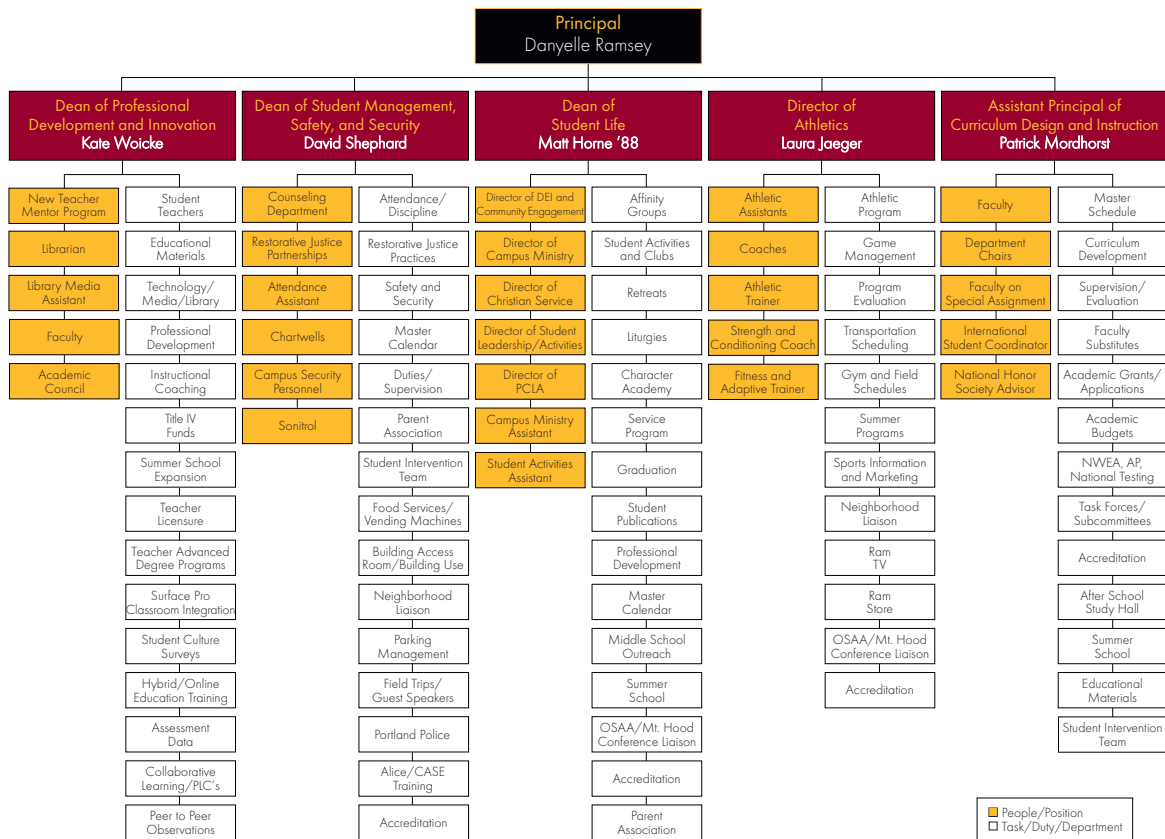 Principal
Danyelle Ramsey
Dean of Professional
Development and Innovation
Kate Woicke
New Teacher
Mentor Program
Librarian
Library Media
Assistant
Faculty
Academic
Council
Student
Teachers
Educational
Materials
Technology/
Media/Library
Professional
Development
Instructional
Coaching
Title IV
Funds
Summer School
Expansion
Teacher
Licensure
Teacher Advanced
Degree Programs
Surface Pro
Classroom Integration
Student Culture
Surveys
Hybrid/Online
Education Training
Assessment
Data
Collaborative
Learning/PLC's
Peer to Peer
Observations
Dean of Student Management,
Safety, and Security
David Shephard
Counseling
Department
Restorative Justice
Partnerships
Attendance
Assistant
Chartwells
Campus Security
Personnel
Sonitrol
Attendance/
Discipline
Restorative Justice
Practices
Safety and
Security
Master
Calendar
Duties/
Supervision
Parent
Association
Student Intervention
Team
Food Services/
Vending Machines
Building Access
Room/Building Use
Neighborhood
Liaison
Parking
Management
Field Trips/
Guest Speakers
Portland Police
Alice/CASE
Training
Accreditation
Dean of
Student Life
Matt Horne '88
Director of DEI and
Community Engagement
Director of
Campus Ministry
Director of
Christian Service
Director of Student
Leadership/Activities
Director of
PCLA
Campus Ministry
Assistant
Student Activities
Assistant
Affinity
Groups
Student Activities
and Clubs
Retreats
Liturgies
Character
Academy
Service
Program
Graduation
Student
Publications
Professional
Development
Master
Calendar
Middle School
Outreach
Summer
School
OSAA/Mt. Hood
Conference Liaison
Accreditation
Parent
Association
Director of
Athletics
Laura Jaeger
Athletic
Assistants
Coaches
Athletic
Trainer
Strength and
Conditioning Coach
Fitness and
Adaptive Trainer
Athletic
Program
Game
Management
Program
Evaluation
Transportation
Scheduling
Gym and Field
Schedules
Summer
Programs
Sports Information
and Marketing
Neighborhood
Liaison
Ram
TV
Ram
Store
OSAA/Mt. Hood
Conference Liaison
Accreditation
Assistant Principal of
Curriculum Design and Instruction
Patrick Mordhorst
Faculty
Department
Chairs
Faculty on
Special Assignment
International
Student Coordinator
National Honor
Society Advisor
Master
Schedule
Curriculum
Development
Supervision/
Evaluation
Faculty
Substitutes
Academic Grants/
Applications
Academic
Budgets
NWEA, AP,
National Testing
Task Forces/
Subcommittees
Accreditation
After School
Study Hall
Summer
School
Educational
Materials
Student Intervention
Team
People/Position
Task/Duty/Department